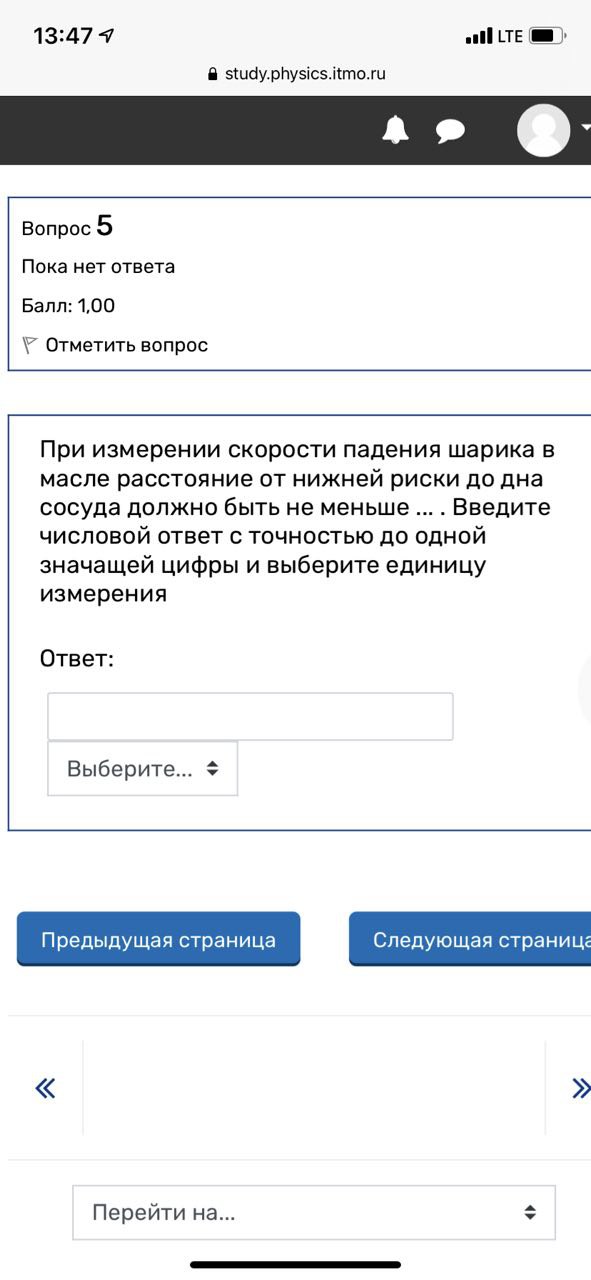 13:47
LTE
study.physics.itmo.ru
Вопрос 5
Пока нет ответа
Балл: 1,00
Отметить вопрос
При измерении скорости падения шарика в
масле расстояние от нижней риски до дна
сосуда должно быть не меньше ... . Введите
числовой ответ с точностью до одной
значащей цифры и выберите единицу
измерения
Ответ:
Выберите...
Предыдущая страница
Следующая страница
«
»
Перейти на...